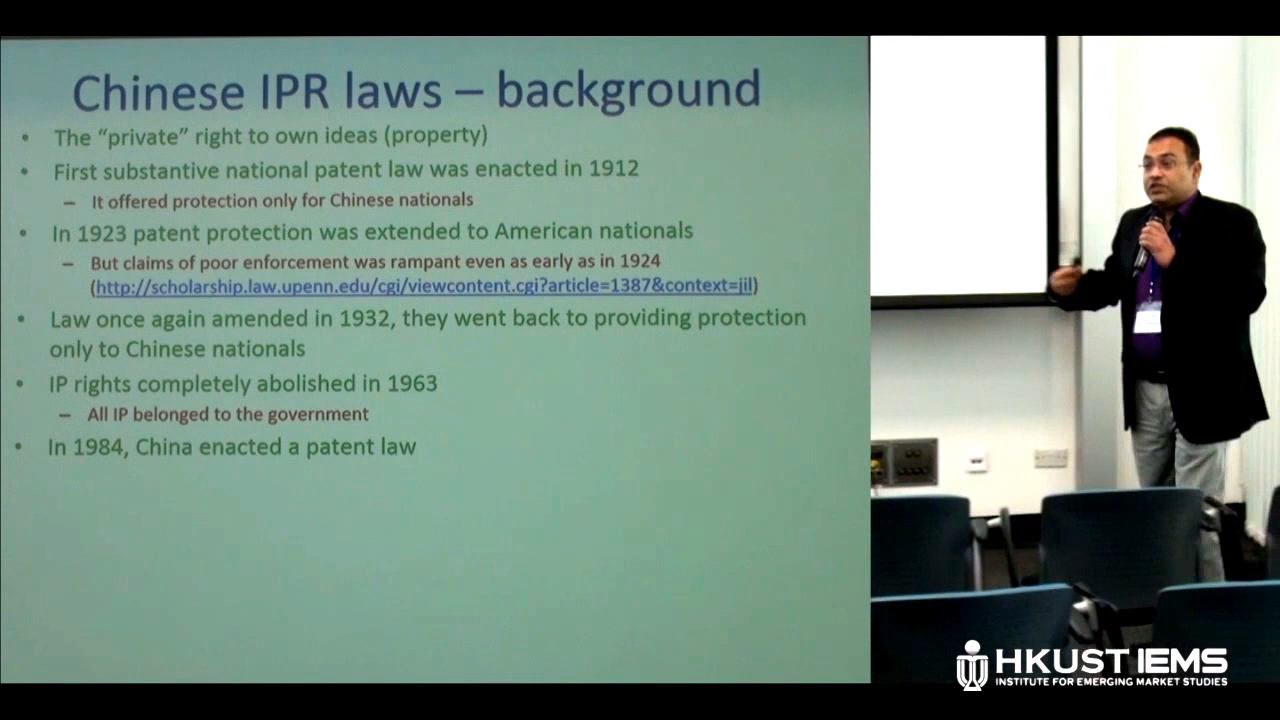 Chinese IPR laws – background
• The “private” right to own ideas (property)
• First substantive national patent law was enacted in 1912
– It offered protection only for Chinese nationals
• In 1923 patent protection was extended to American nationals
– But claims of poor enforcement was rampant even as early as in 1924
(http://scholarship.law.upenn.edu/cgi/viewcontent.cgi?article=1387&context=jil)
• Law once again amended in 1932, they went back to providing protection
only to Chinese nationals
• IP rights completely abolished in 1963
– All IP belonged to the government
• In 1984, China enacted a patent law
HKUST IEMS
INSTITUTE FOR EMERGING MARKET STUDIES